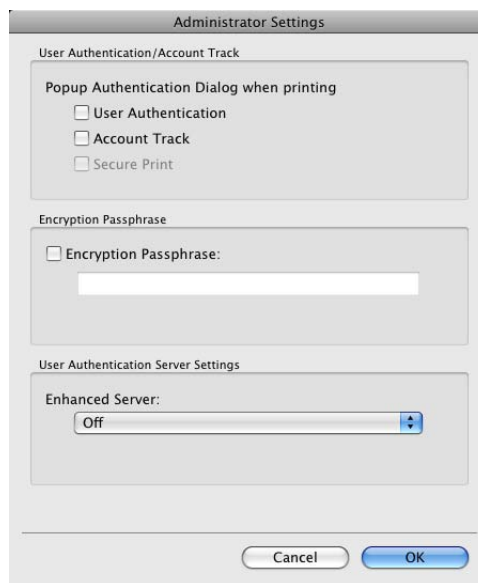 Administrator Settings
User Authentication/Account Track
Popup Authentication Dialog when printing
User Authentication
Account Track
Secure Print
Encryption Passphrase
Encryption Passphrase:
User Authentication Server Settings
Enhanced Server:
Off
Cancel
OK